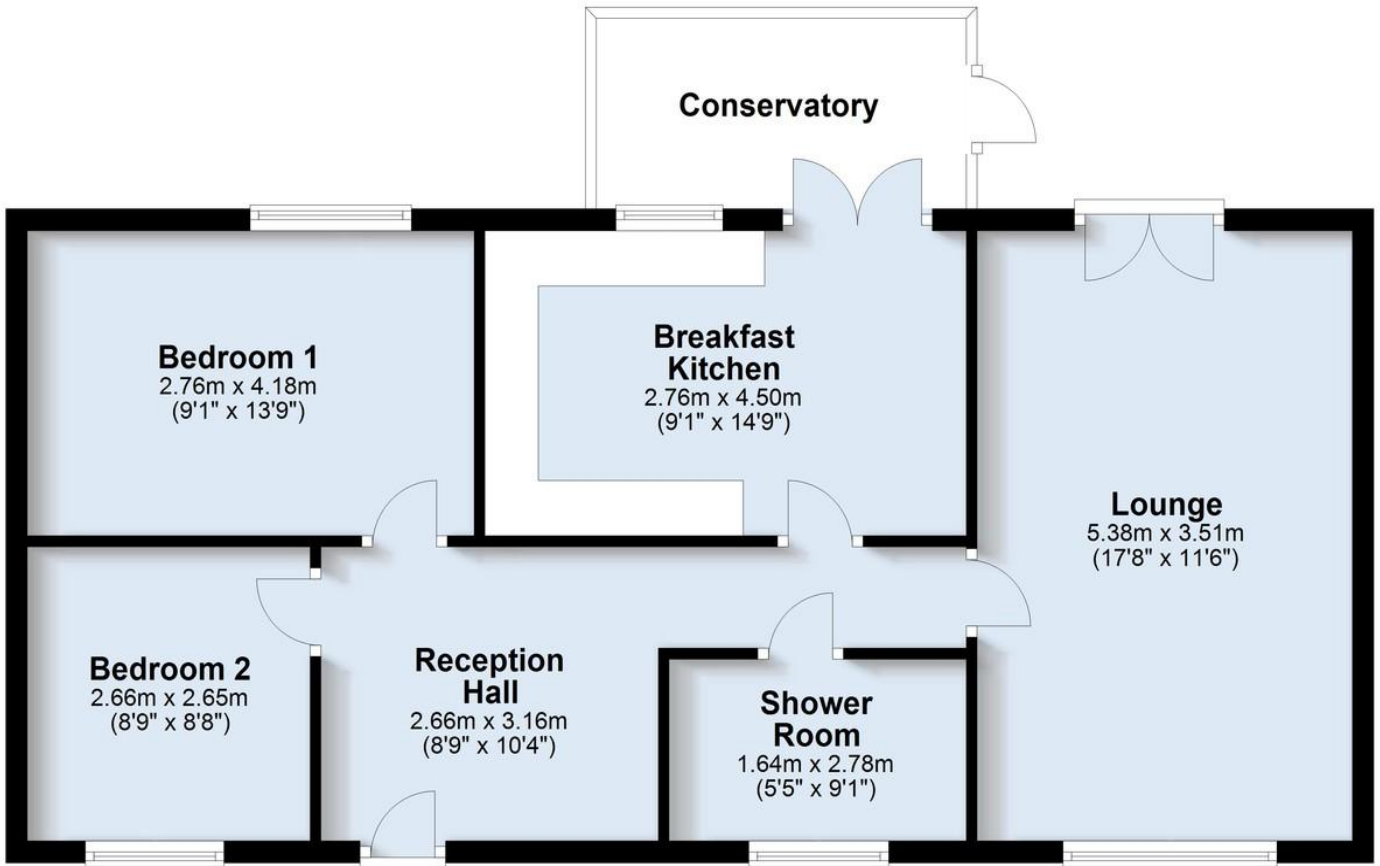 Conservatory
Bedroom 1
2.76m x 4.18m
(9'1" x 13'9")
Breakfast
Kitchen
2.76m x 4.50m
(9'1" x 14'9")
Lounge
5.38m x 3.51m
(17'8" x 11'6")
Bedroom 2
2.66m x 2.65m
(8'9" x 8'8")
Reception
Hall
2.66m x 3.16m
(8'9" x 10'4")
Shower
Room
1.64m x 2.78m
(5'5" x 9'1")